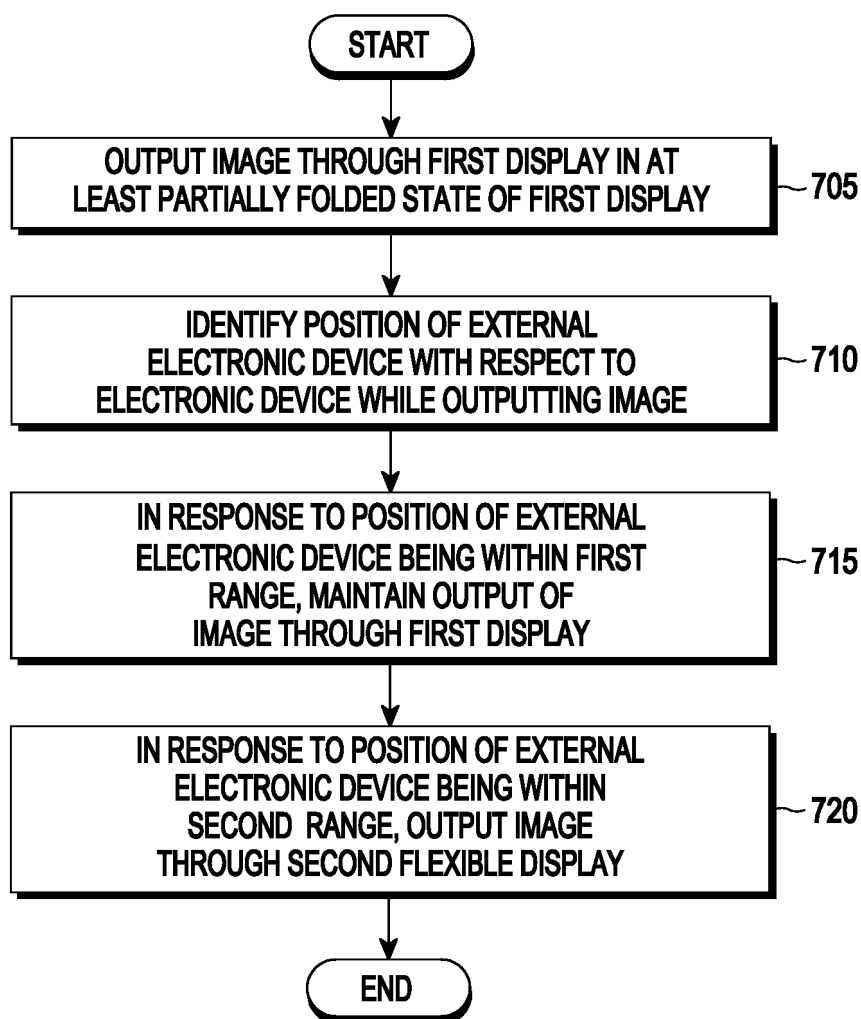 START
OUTPUT IMAGE THROUGH FIRST DISPLAY IN AT
LEAST PARTIALLY FOLDED STATE OF FIRST DISPLAY
705
IDENTIFY POSITION OF EXTERNAL
ELECTRONIC DEVICE WITH RESPECT TO
ELECTRONIC DEVICE WHILE OUTPUTTING IMAGE
710
IN RESPONSE TO POSITION OF EXTERNAL
ELECTRONIC DEVICE BEING WITHIN FIRST
RANGE, MAINTAIN OUTPUT OF
IMAGE THROUGH FIRST DISPLAY
715
IN RESPONSE TO POSITION OF EXTERNAL
ELECTRONIC DEVICE BEING WITHIN
SECOND RANGE, OUTPUT IMAGE
THROUGH SECOND FLEXIBLE DISPLAY
720
END